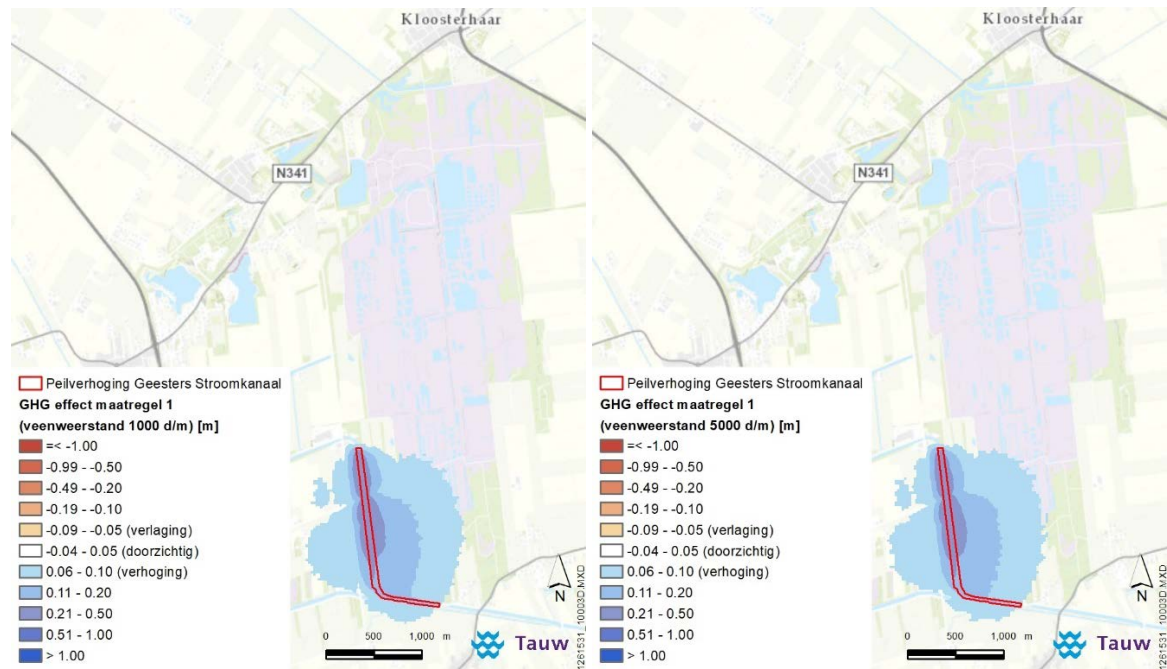 Kloosterhaar
N341
Peilverhoging Geesters Stroomkanaal
GHG effect maatregel 1
(veenweerstand 1000 d/m) [m]
=< -1.00
-0.99 - -0.50
-0.49 - -0.20
-0.19 - -0.10
-0.09 - -0.05 (verlaging)
-0.04 - 0.05 (doorzichtig)
0.06 - 0.10 (verhoging)
0.11 - 0.20
0.21 - 0.50
0.51 - 1.00
> 1.00
N
0 500 1,000 m
Tauw
1261531_10003D.MXD
Kloosterhaar
N341
Peilverhoging Geesters Stroomkanaal
GHG effect maatregel 1
(veenweerstand 5000 d/m) [m]
=< -1.00
-0.99 - -0.50
-0.49 - -0.20
-0.19 - -0.10
-0.09 - -0.05 (verlaging)
-0.04 - 0.05 (doorzichtig)
0.06 - 0.10 (verhoging)
0.11 - 0.20
0.21 - 0.50
0.51 - 1.00
> 1.00
N
0 500 1,000 m
Tauw
1261531_10003D.MXD